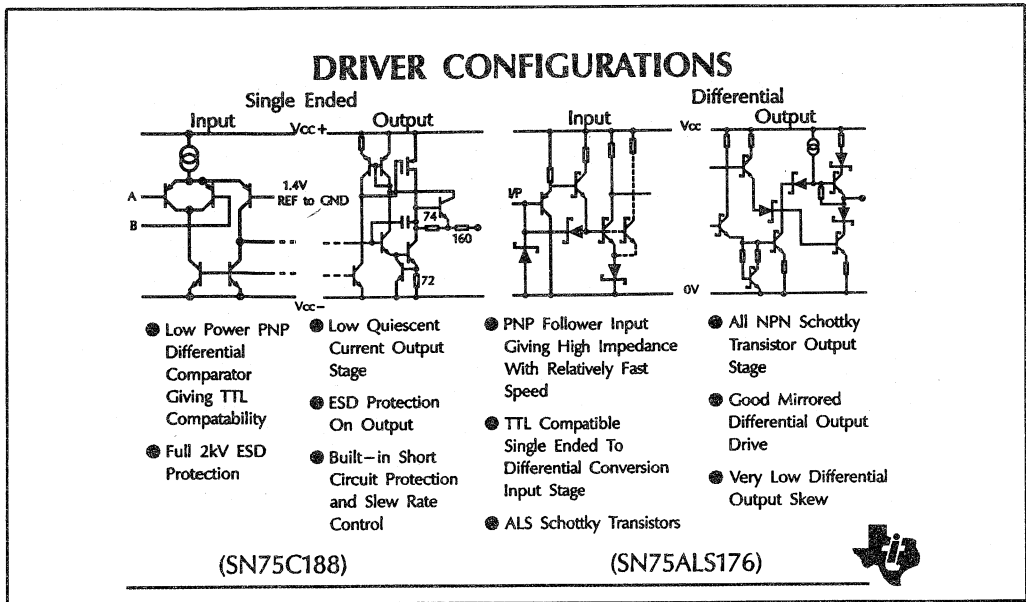 DRIVER CONFIGURATIONS
Single Ended
Differential
Input
Vcc+
Output
Input
Vcc
Output
A
1.4V
REF to GND
B
74
160
72
Vcc-
I/P
0V
● Low Power PNP
Differential
Comparator
Giving TTL
Compatability
● Full 2kV ESD
Protection
● Low Quiescent
Current Output
Stage
● ESD Protection
On Output
● Built-in Short
Circuit Protection
and Slew Rate
Control
● PNP Follower Input
Giving High Impedance
With Relatively Fast
Speed
● TTL Compatible
Single Ended To
Differential Conversion
Input Stage
● ALS Schottky Transistors
● All NPN Schottky
Transistor Output
Stage
● Good Mirrored
Differential Output
Drive
● Very Low Differential
Output Skew
(SN75C188)
(SN75ALS176)
ti